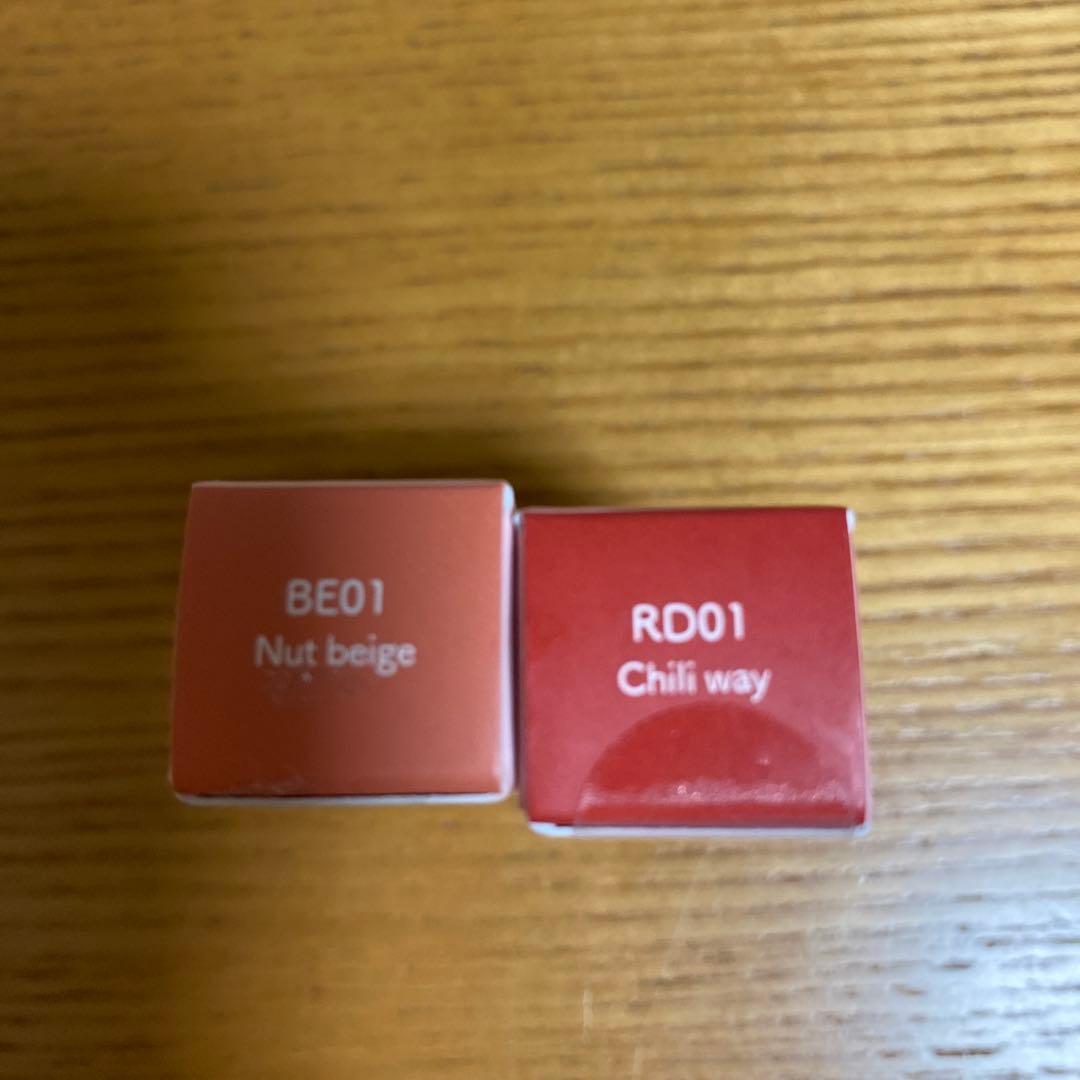 BE01
Nut beige
RD01
Chili way